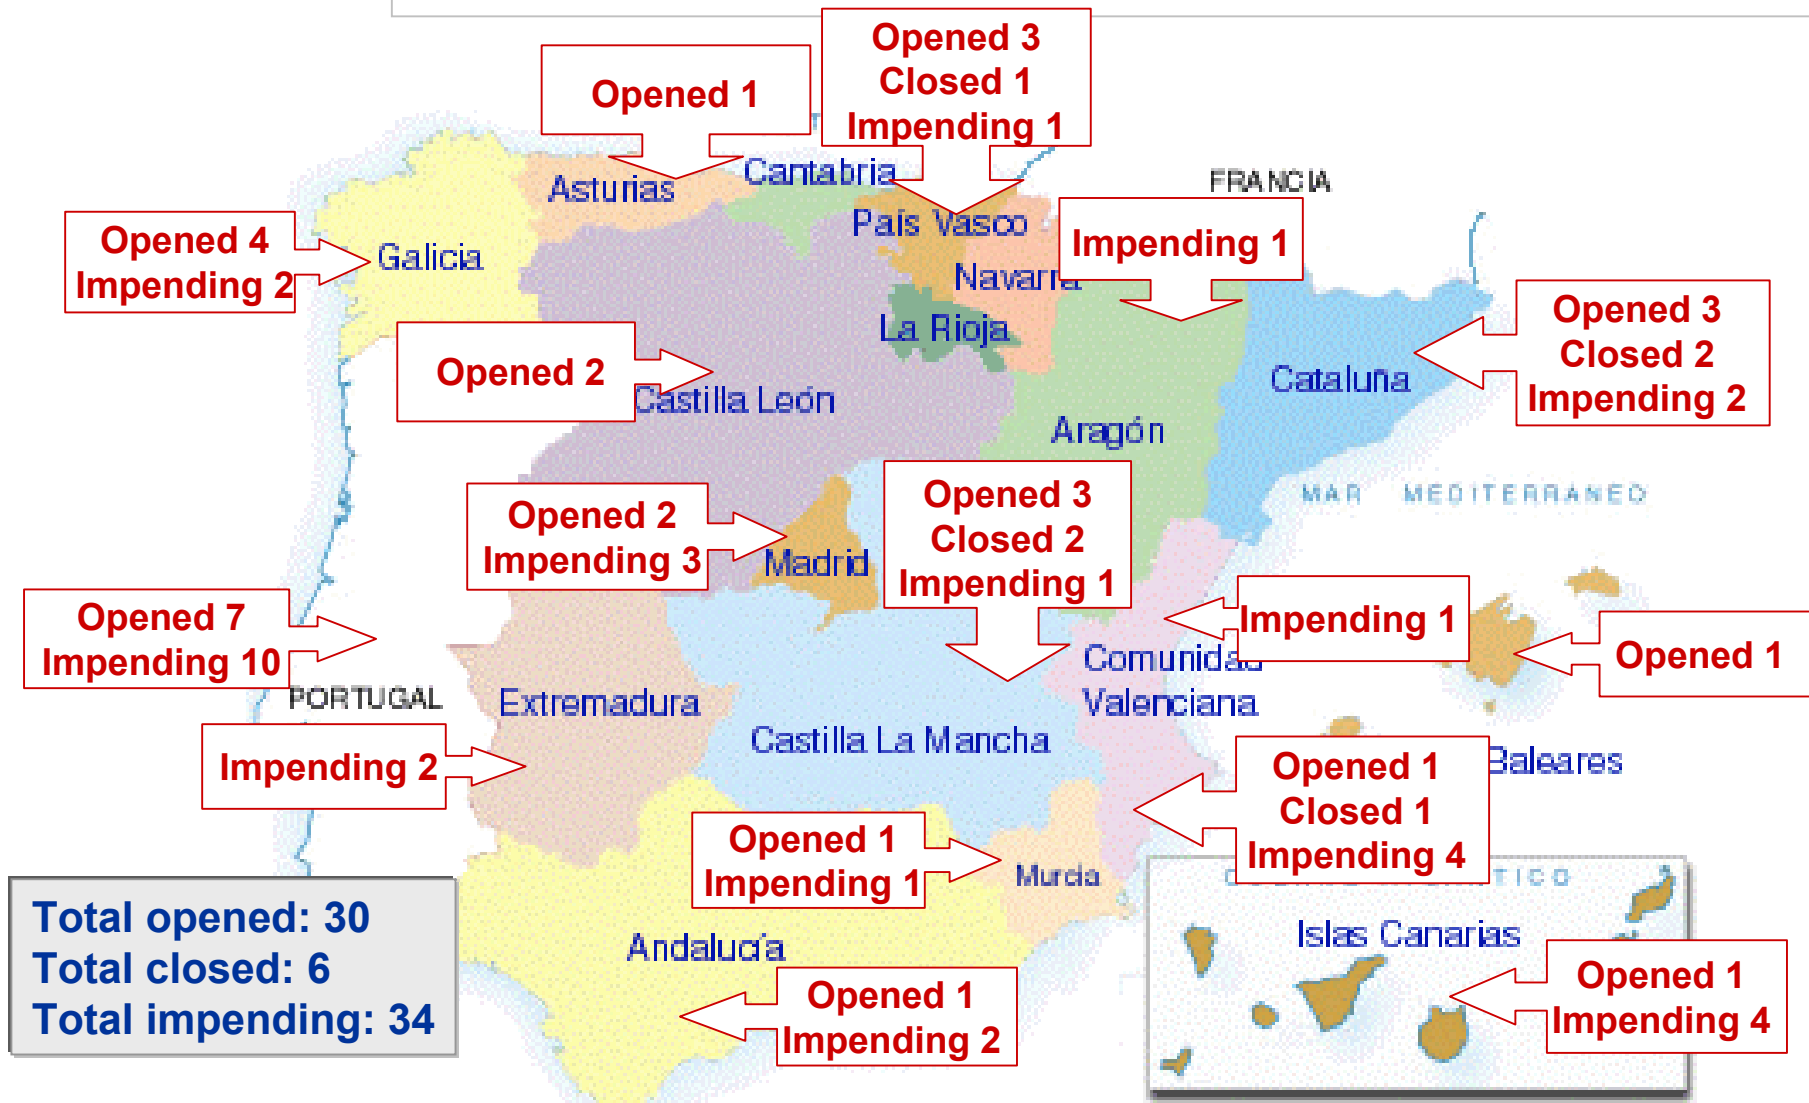 Opened 3
Closed 1
Impending 1
Opened 1
Cantabria
Asturias
FRANCIA
País Vasco
Opened 4
Impending 2
Galicia
Impending 1
Navarra
La Rioja
Opened 3
Closed 2
Impending 2
Opened 2
Castilla León
Cataluña
Aragón
MAR MEDITERRANEO
Opened 2
Impending 3
Madrid
Opened 3
Closed 2
Impending 1
Opened 7
Impending 10
Impending 1
Opened 1
Comunidad
Valenciana
PORTUGAL
Extremadura
Castilla La Mancha
Impending 2
Baleares
Opened 1
Closed 1
Impending 4
Opened 1
Impending 1
Murcia
Total opened: 30
Total closed: 6
Total impending: 34
Andalucía
Islas Canarias
Opened 1
Impending 2
Opened 1
Impending 4